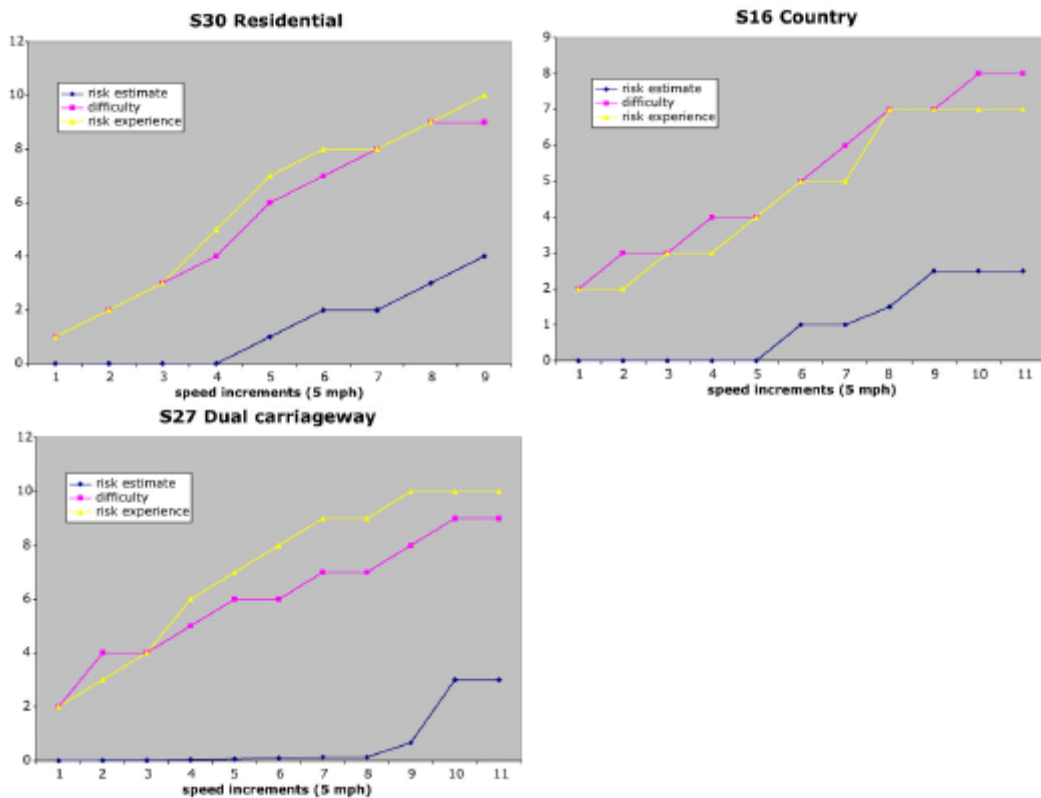 S30 Residential
12
10
8
6
4
2
0
risk estimate
difficulty
risk experience
1 2 3 4 5 6 7 8 9
speed increments (5 mph)
S16 Country
9
8
7
6
5
4
3
2
1
0
risk estimate
difficulty
risk experience
1 2 3 4 5 6 7 8 9 10 11
speed increments (5 mph)
S27 Dual carriageway
12
10
8
6
4
2
0
risk estimate
difficulty
risk experience
1 2 3 4 5 6 7 8 9 10 11
speed increments (5 mph)